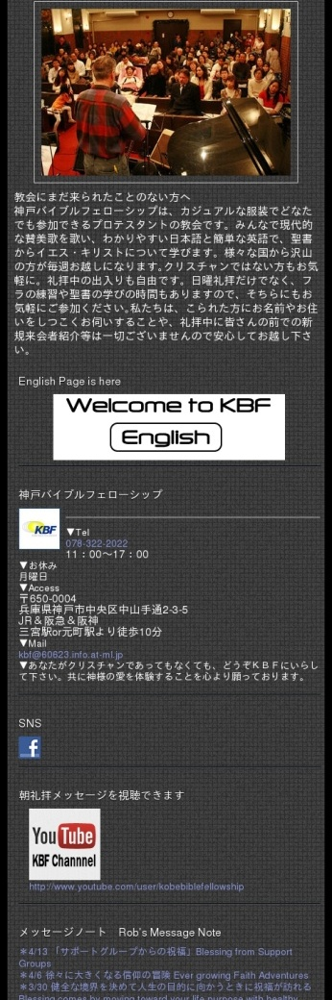 教会にまだ来られたことのない方へ
神戸バイブルフェローシップは、カジュアルな服装でどなた
でも参加できるプロテスタントの教会です。みんなで現代的
な賛美歌を歌い、わかりやすい日本語と簡単な英語で、聖書
からイエス・キリストについて学びます。様々な国から沢山
の方が毎週お越しになります｡クリスチャンではない方もお気
軽に。礼拝中の出入りも自由です。日曜礼拝だけでなく、フ
ラの練習や聖書の学びの時間もありますので、そちらにもお
気軽にご参加ください｡私たちは、こられた方にお名前やお住
いをしつこくお伺いすることや、礼拝中に皆さんの前での新
規来会者紹介等は一切ございませんので安心してお越し下さ
い。
English Page is here
Welcome to KBF
English
神戸バイブルフェローシップ
KBF
▼Tel
078-322-2022
11：00～17：00
▼お休み
月曜日
▼Access
〒650-0004
兵庫県神戸市中央区中山手通2-3-5
JR＆阪急＆阪神
三宮駅or元町駅より徒歩10分
▼Mail
kbf@60623.info.at-ml.jp
▼あなたがクリスチャンであってもなくても、どうぞＫＢＦにいらし
て下さい。共に神様の愛を体験することを心より願っております。
SNS
f
朝礼拝メッセージを視聴できます
YouTube
KBF Channnel
http://www.youtube.com/user/kobebiblefellowship
メッセージノート　Rob's Message Note
＊4/13 「サポートグループからの祝福」Blessing from Support
Groups
＊4/6 徐々に大きくなる信仰の冒険 Ever growing Faith Adventures
＊3/30 健全な境界を決めて人生の目的に向かうときに祝福が訪れる
Blessing comes by moving toward your life purpose with healthy